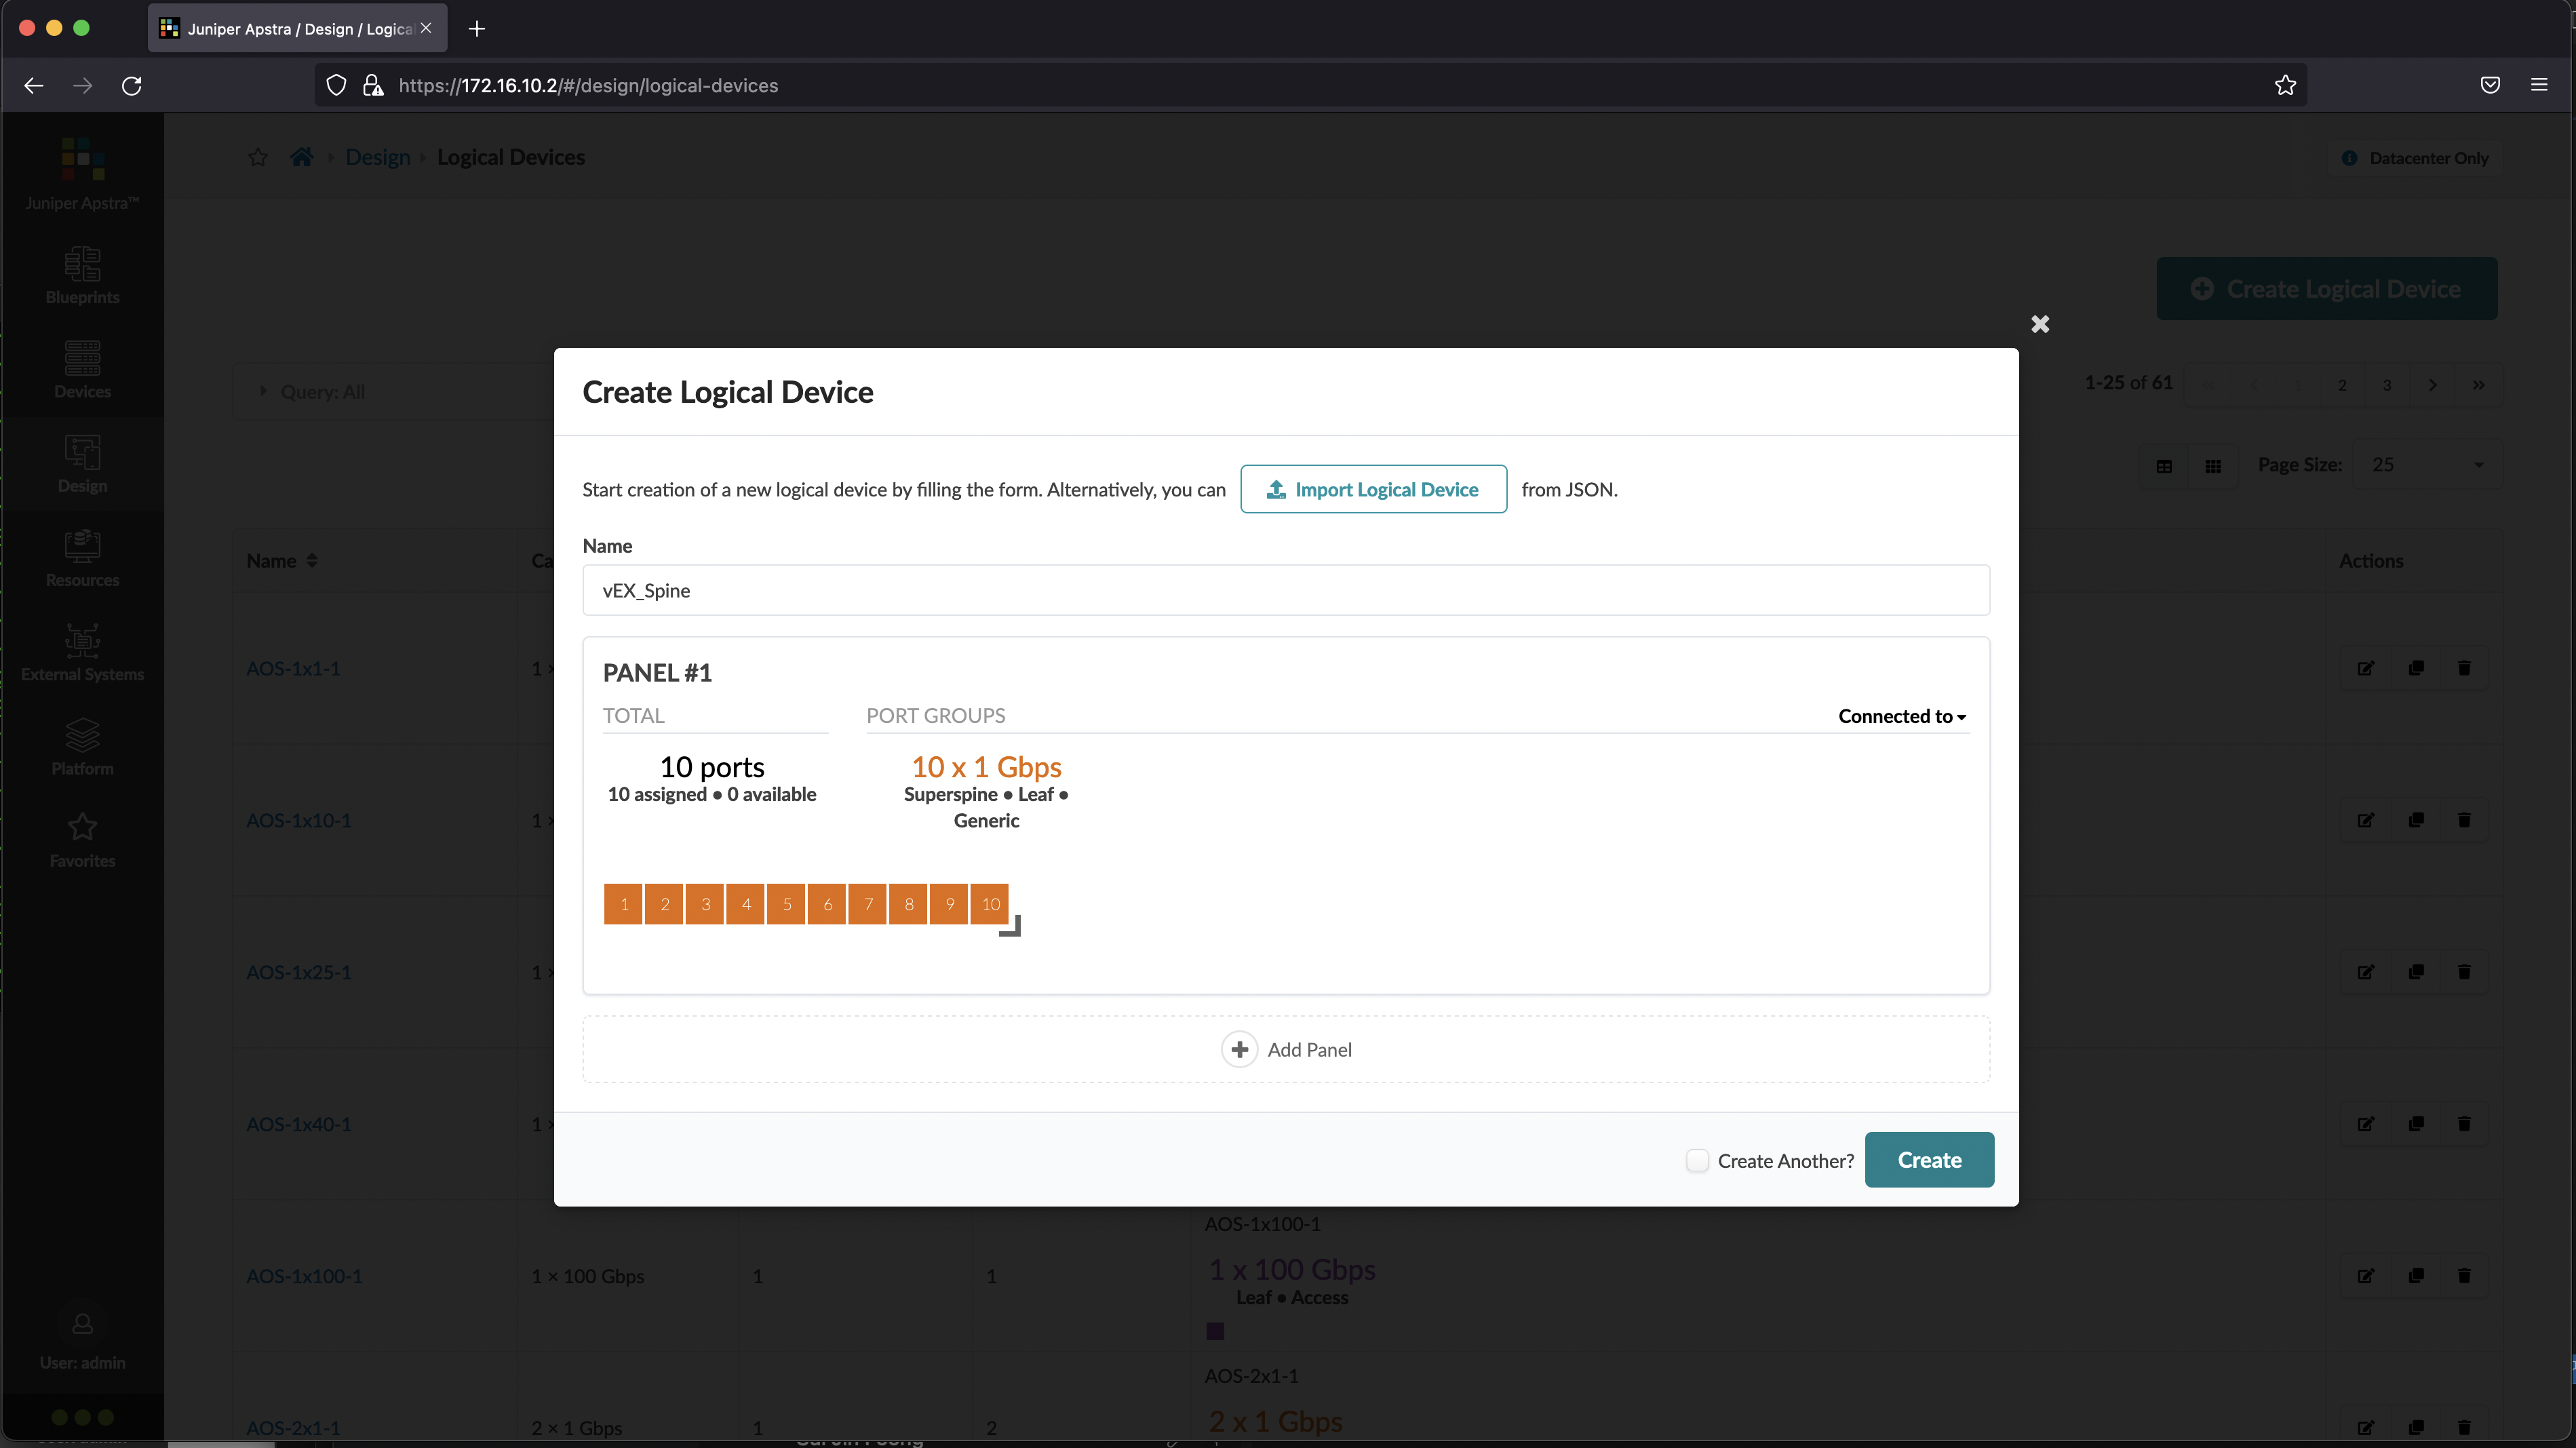 Juniper Apstra / Design / Logica
https://172.16.10.2/#/design/logical-devices
Juniper Apstra™
Blueprints
Devices
Design
Resources
External Systems
Platform
Favorites
User: admin
Design
Logical Devices
Datacenter Only
Create Logical Device
Query: All
1-25 of 61
2
3
Page Size: 25
Name
Ca
Actions
Create Logical Device
Start creation of a new logical device by filling the form. Alternatively, you can Import Logical Device from JSON.
Name
vEX_Spine
PANEL #1
TOTAL
PORT GROUPS
Connected to
10 ports
10 assigned • 0 available
10 x 1 Gbps
Superspine • Leaf •
Generic
1 2 3 4 5 6 7 8 9 10
Add Panel
Create Another?
Create
AOS-1x1-1
1 ×
AOS-1x10-1
1 ×
AOS-1x25-1
1 ×
AOS-1x40-1
1 ×
AOS-1x100-1
1 × 100 Gbps
1
1
AOS-1x100-1
1 x 100 Gbps
Leaf • Access
AOS-2x1-1
2 × 1 Gbps
1
2
AOS-2x1-1
2 x 1 Gbps